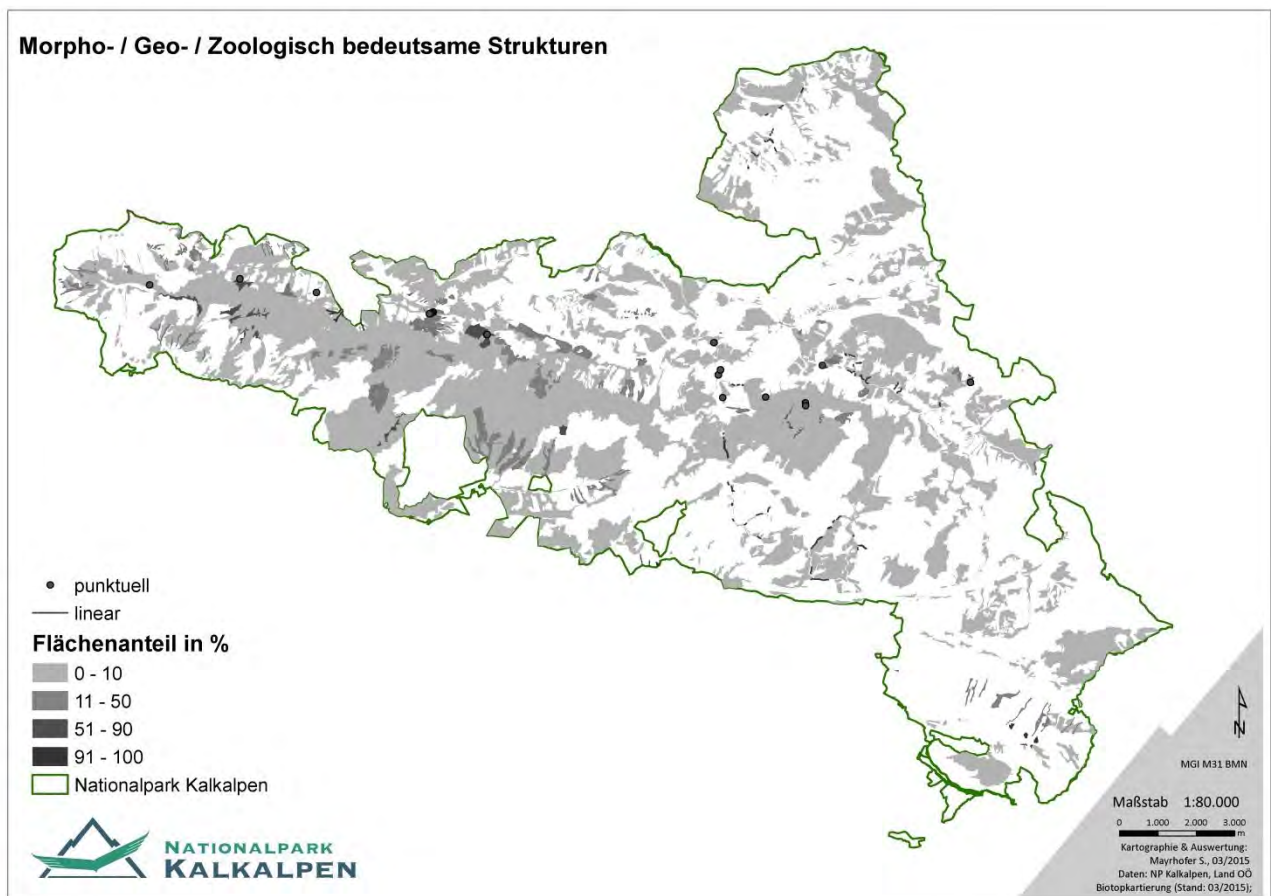 Morpho- / Geo- / Zoologisch bedeutsame Strukturen
punktuell
linear
Flächenanteil in %
0 - 10
11 - 50
51 - 90
91 - 100
Nationalpark Kalkalpen
NATIONALPARK
KALKALPEN
N
MGI M31 BMN
Maßstab 1:80.000
0 1.000 2.000 3.000
m
Kartographie & Auswertung:
Mayrhofer S., 03/2015
Daten: NP Kalkalpen, Land OÖ
Biotopkartierung (Stand: 03/2015);